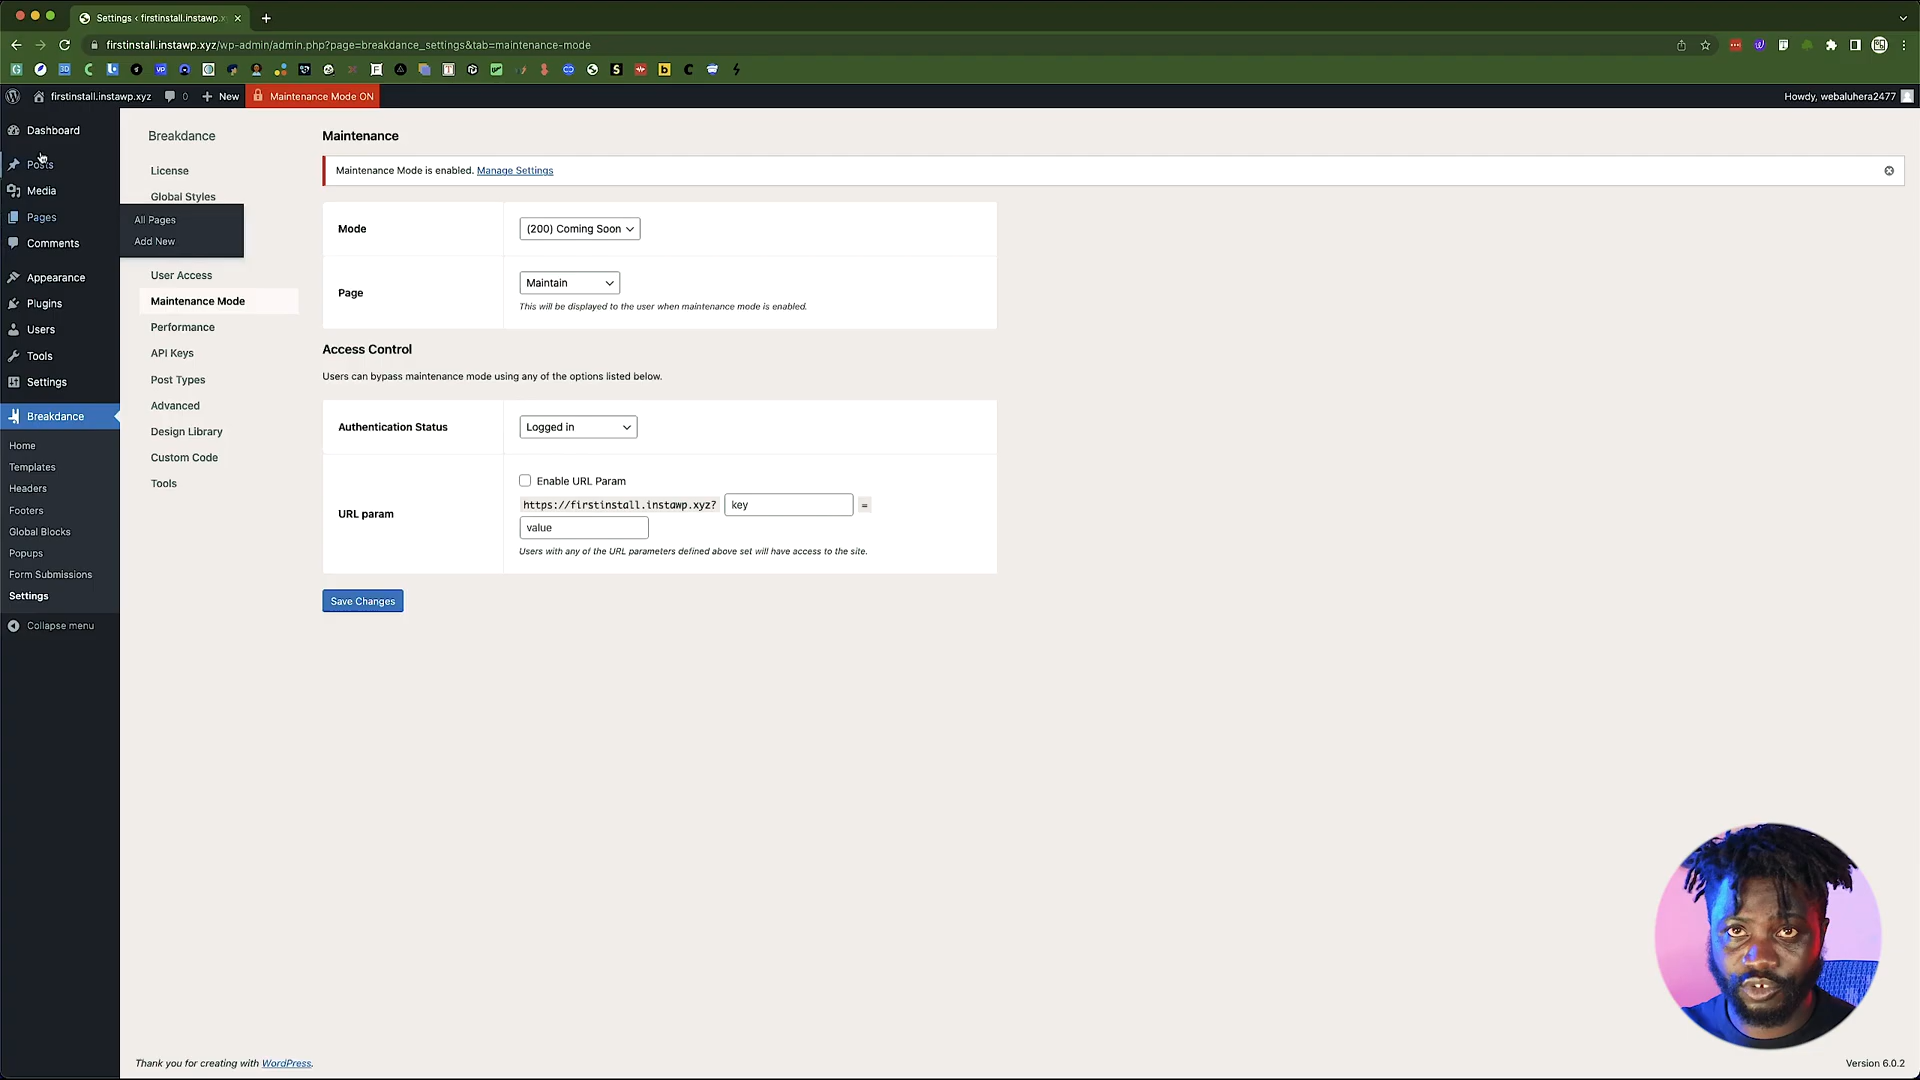 Settings ‹ firstinstall.instawp.x
firstinstall.instawp.xyz/wp-admin/admin.php?page=breakdance_settings&tab=maintenance-mode
firstinstall.instawp.xyz
0
New
Maintenance Mode ON
Howdy, webaluhera2477
Dashboard
Posts
Media
Pages
Comments
Appearance
Plugins
Users
Tools
Settings
Breakdance
Home
Templates
Headers
Footers
Global Blocks
Popups
Form Submissions
Settings
Collapse menu
All Pages
Add New
Breakdance
License
Global Styles
User Access
Maintenance Mode
Performance
API Keys
Post Types
Advanced
Design Library
Custom Code
Tools
Maintenance
Maintenance Mode is enabled. Manage Settings
Mode
(200) Coming Soon
Page
Maintain
This will be displayed to the user when maintenance mode is enabled.
Access Control
Users can bypass maintenance mode using any of the options listed below.
Authentication Status
Logged in
URL param
Enable URL Param
https://firstinstall.instawp.xyz? key =
value
Users with any of the URL parameters defined above set will have access to the site.
Save Changes
Thank you for creating with WordPress.
Version 6.0.2